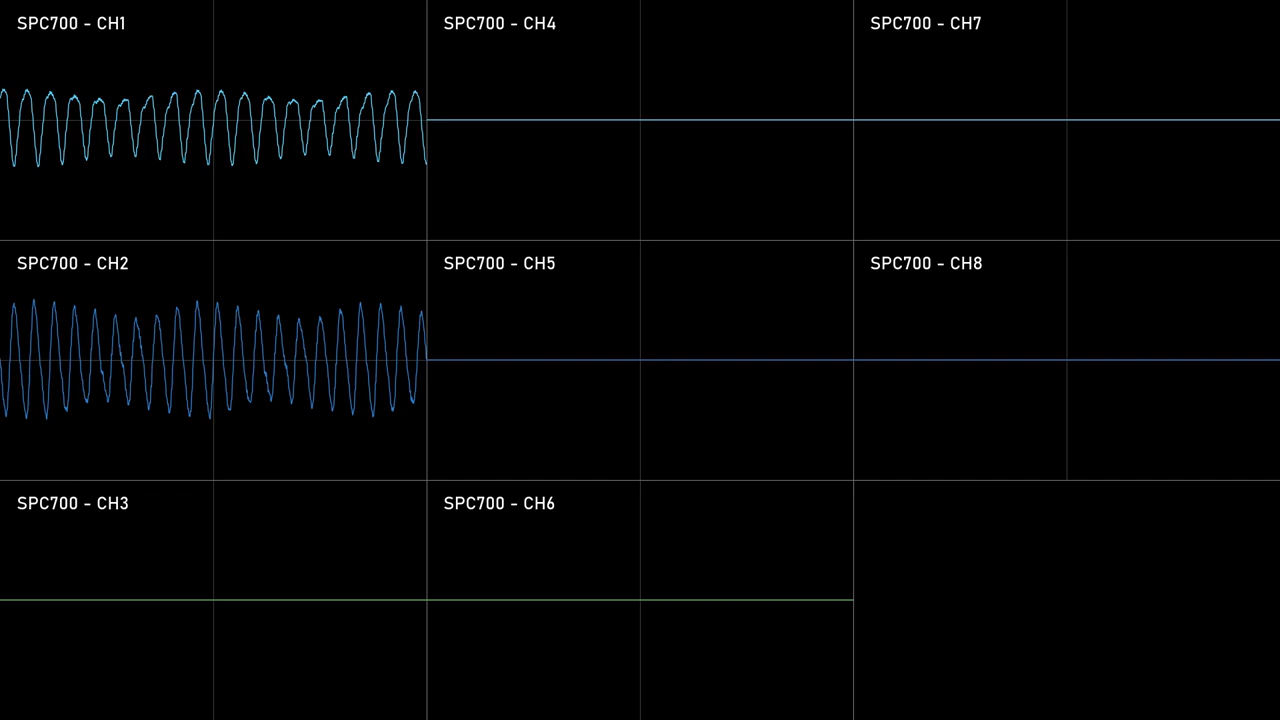 SPC700 - CH1
SPC700 - CH4
SPC700 - CH7
SPC700 - CH2
SPC700 - CH5
SPC700 - CH8
SPC700 - CH3
SPC700 - CH6